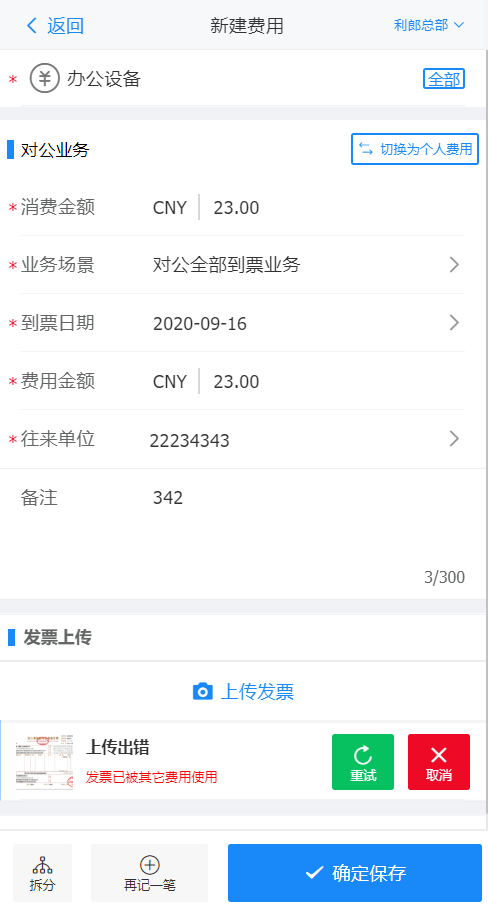 返回 新建费用 利郎总部
* 办公设备 全部
对公业务 切换为个人费用
*消费金额 CNY 23.00
*业务场景 对公全部到票业务
*到票日期 2020-09-16
*费用金额 CNY 23.00
*往来单位 22234343
备注 342
3/300
发票上传
上传发票
上传出错
发票已被其它费用使用
重试 取消
拆分 再记一笔 确定保存